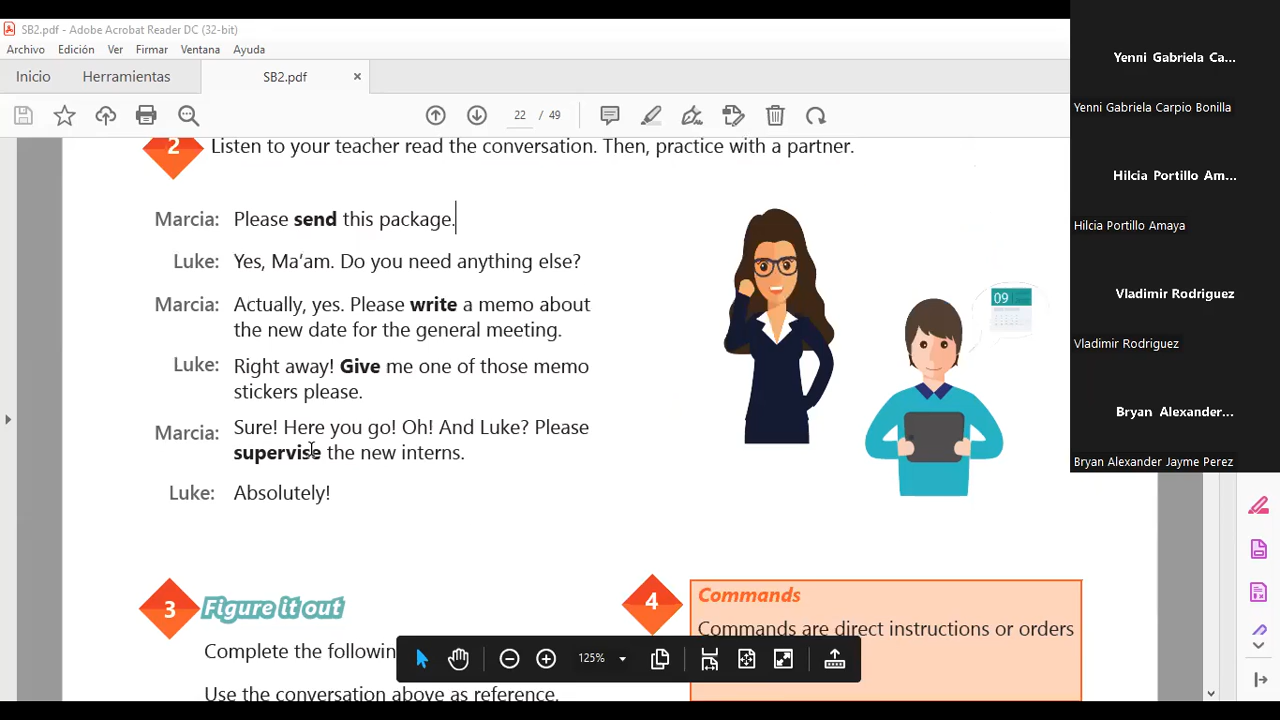 SB2.pdf - Adobe Acrobat Reader DC (32-bit)
Archivo Edición Ver Firmar Ventana Ayuda
Inicio Herramientas SB2.pdf ×
22 / 49
2 Listen to your teacher read the conversation. Then, practice with a partner.
Marcia: Please send this package.
Luke: Yes, Ma'am. Do you need anything else?
Marcia: Actually, yes. Please write a memo about
the new date for the general meeting.
Luke: Right away! Give me one of those memo
stickers please.
Marcia: Sure! Here you go! Oh! And Luke? Please
supervise the new interns.
Luke: Absolutely!
09
3 Figure it out
Complete the followin
Use the conversation above as reference.
4 Commands
Commands are direct instructions or orders
125%
Yenni Gabriela Ca...
Yenni Gabriela Carpio Bonilla
Hilcia Portillo Am...
Hilcia Portillo Amaya
Vladimir Rodriguez
Vladimir Rodriguez
Bryan Alexander...
Bryan Alexander Jayme Perez